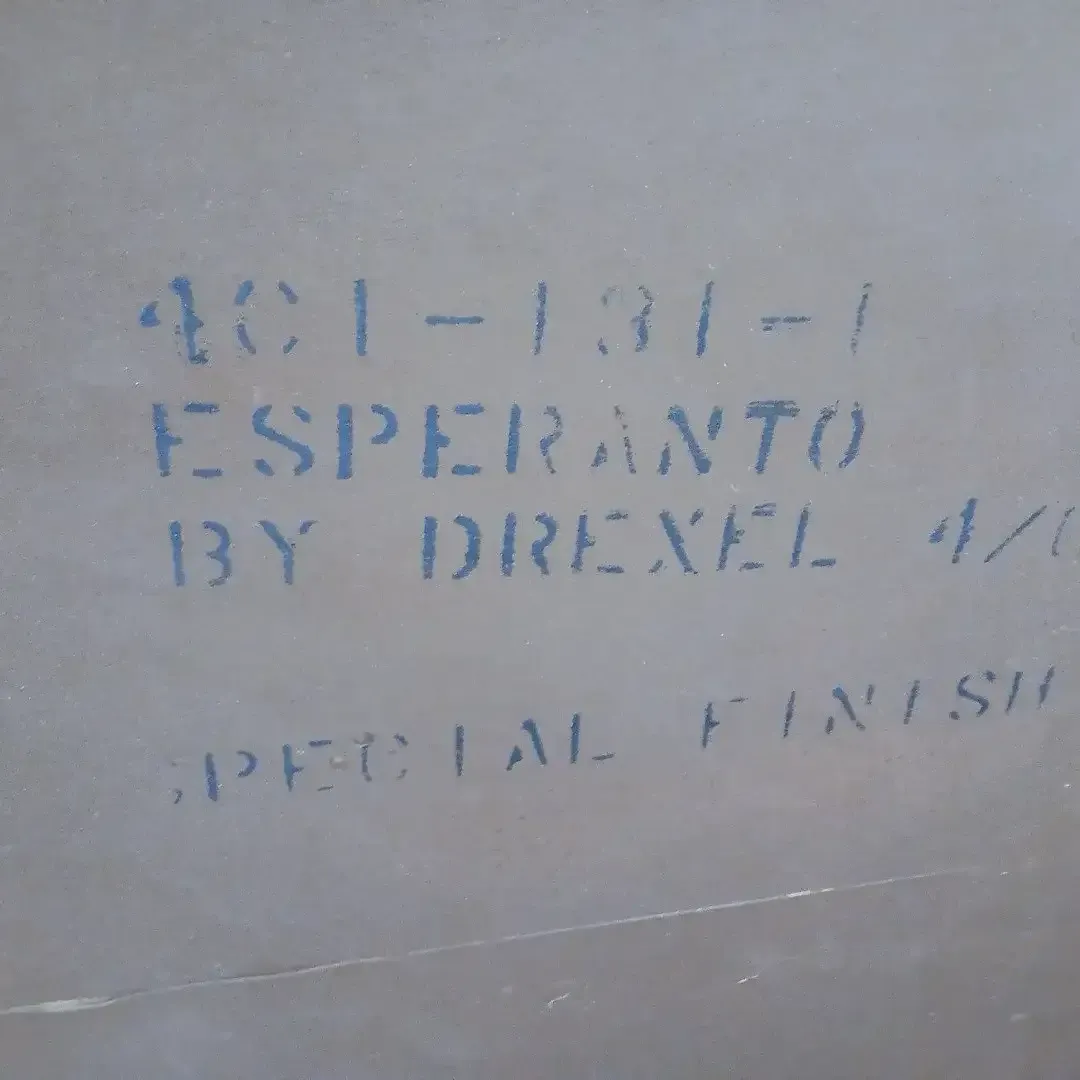 401-131-1
ESPERANTO
BY DREXEL
SPECIAL FINISH